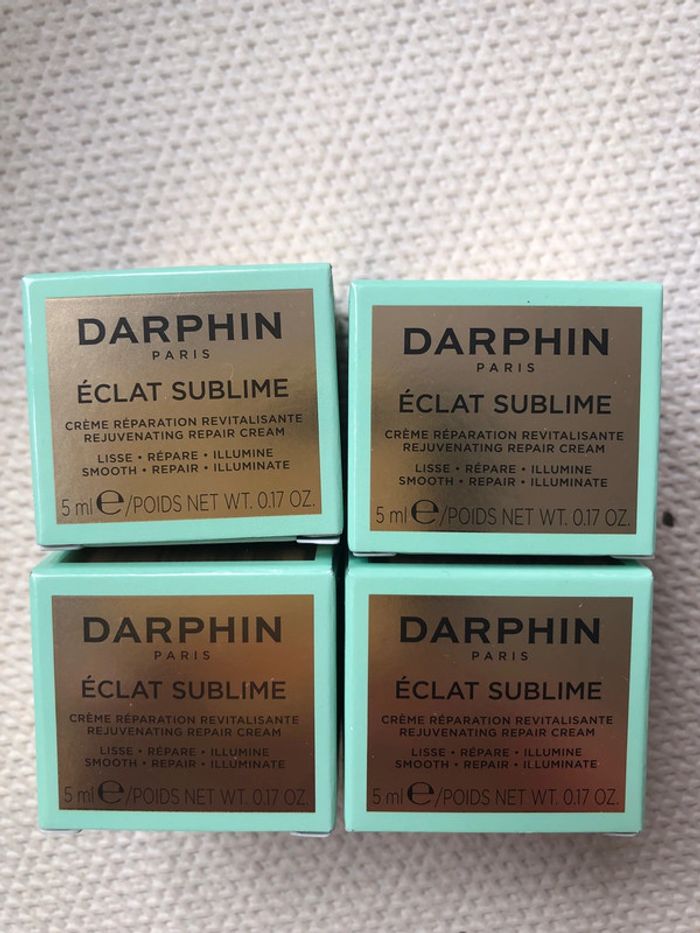 DARPHIN
PARIS
ÉCLAT SUBLIME
CRÈME RÉPARATION REVITALISANTE
REJUVENATING REPAIR CREAM
LISSE • RÉPARE • ILLUMINE
SMOOTH • REPAIR • ILLUMINATE
5 ml ℮/POIDS NET WT. 0.17 OZ.
DARPHIN
PARIS
ÉCLAT SUBLIME
CRÈME RÉPARATION REVITALISANTE
REJUVENATING REPAIR CREAM
LISSE • RÉPARE • ILLUMINE
SMOOTH • REPAIR • ILLUMINATE
5 ml ℮/POIDS NET WT. 0.17 OZ.
DARPHIN
PARIS
ÉCLAT SUBLIME
CRÈME RÉPARATION REVITALISANTE
REJUVENATING REPAIR CREAM
LISSE • RÉPARE • ILLUMINE
SMOOTH • REPAIR • ILLUMINATE
5 ml ℮/POIDS NET WT. 0.17 OZ.
DARPHIN
PARIS
ÉCLAT SUBLIME
CRÈME RÉPARATION REVITALISANTE
REJUVENATING REPAIR CREAM
LISSE • RÉPARE • ILLUMINE
SMOOTH • REPAIR • ILLUMINATE
5 ml ℮/POIDS NET WT. 0.17 OZ.